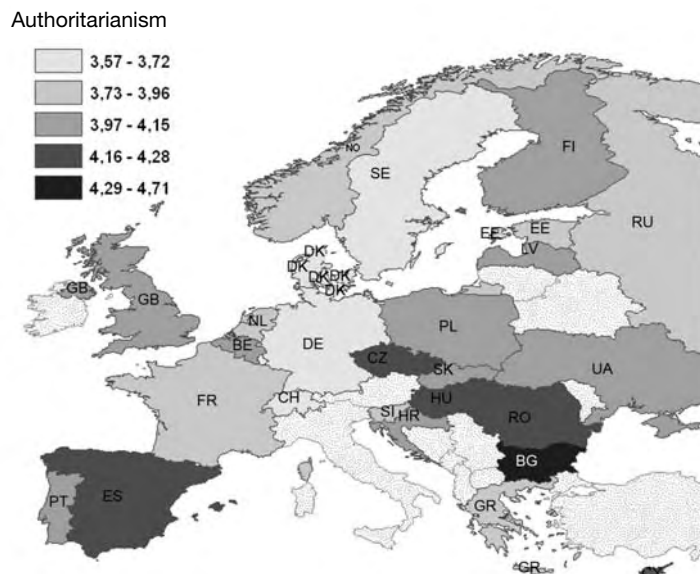 Authoritarianism
3,57 - 3,72
3,73 - 3,96
3,97 - 4,15
4,16 - 4,28
4,29 - 4,71
NO
SE
FI
RU
EE
EE
LV
DK
DK
DK
DK
DK
GB
GB
NL
BE
DE
PL
CZ
SK
UA
FR
CH
SI
HR
HU
RO
BG
PT
ES
GR
GR